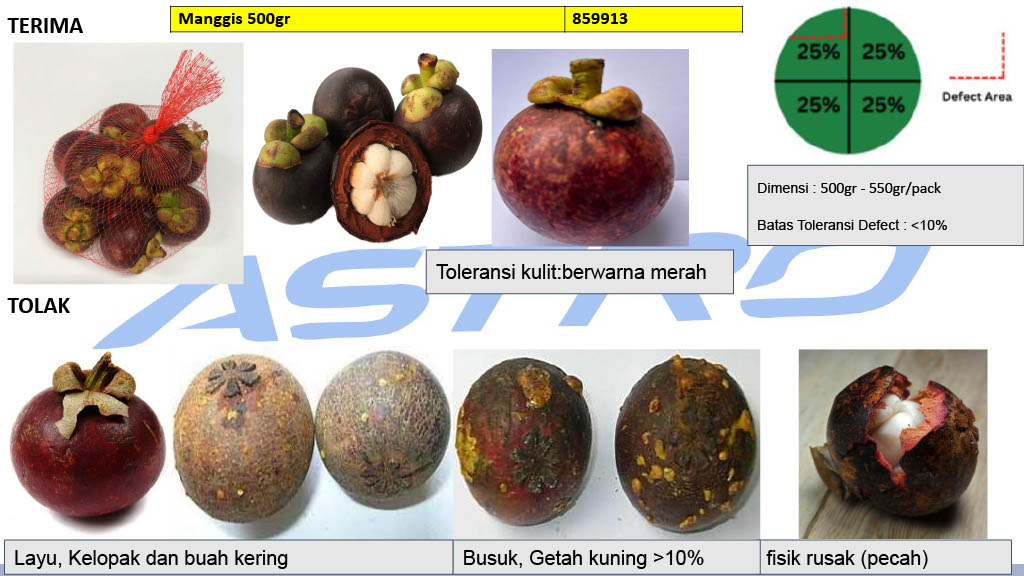 TERIMA
Manggis 500gr 859913
25% 25%
25% 25%
Defect Area
Dimensi : 500gr - 550gr/pack
Batas Toleransi Defect : <10%
Toleransi kulit:berwarna merah
ASTRO
TOLAK
Layu, Kelopak dan buah kering
Busuk, Getah kuning >10%
fisik rusak (pecah)